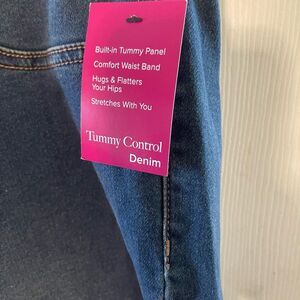 Built-in Tummy Panel
Comfort Waist Band
Hugs & Flatters
Your Hips
Stretches With You
Tummy Control
Denim